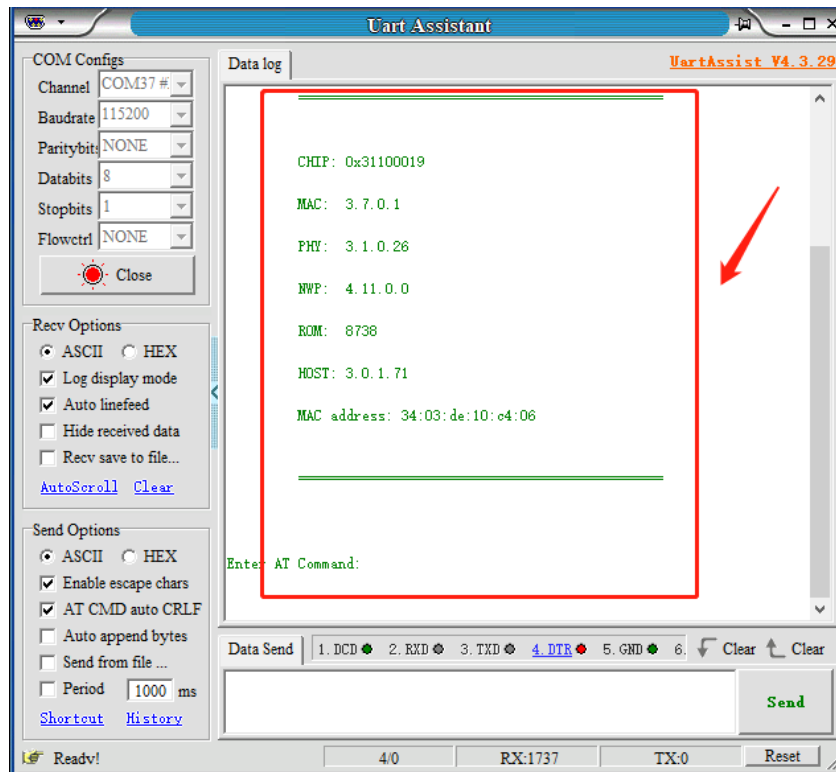 Uart Assistant
COM Configs
Channel COM37 #
Baudrate 115200
Paritybits NONE
Databits 8
Stopbits 1
Flowctrl NONE
Close
Recv Options
ASCII HEX
Log display mode
Auto linefeed
Hide received data
Recv save to file...
AutoScroll Clear
Send Options
ASCII HEX
Enable escape chars
AT CMD auto CRLF
Auto append bytes
Send from file ...
Period 1000 ms
Shortcut History
Data log UartAssist V4.3.29
CHIP: 0x31100019
MAC: 3.7.0.1
PHY: 3.1.0.26
NWP: 4.11.0.0
ROM: 8738
HOST: 3.0.1.71
MAC address: 34:03:de:10:c4:06
Enter AT Command:
Data Send 1. DCD 2. RXD 3. TXD 4. DTR 5. GND 6. Clear Clear
Send
Ready! 4/0 RX:1737 TX:0 Reset